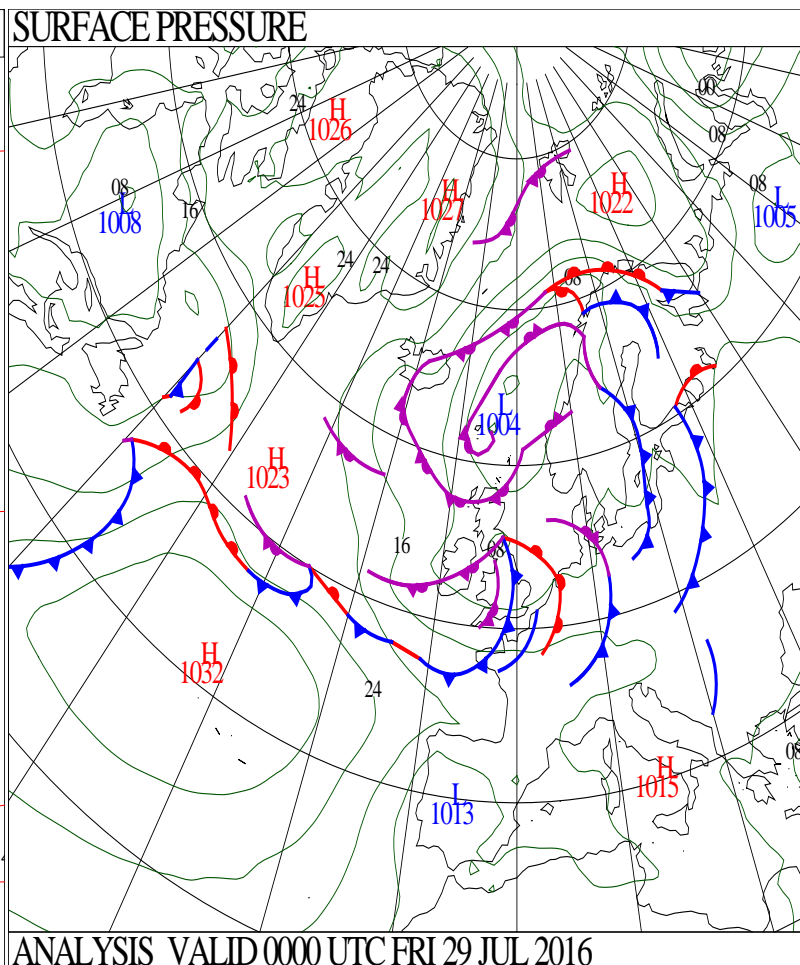 SURFACE PRESSURE
00
24
H
1026
08
08
H
1027
H
1022
08
L
1008
16
L
1005
24
24
H
1025
08
L
1004
H
1023
16
08
H
1032
24
08
H
1015
L
1013
ANALYSIS VALID 0000 UTC FRI 29 JUL 2016